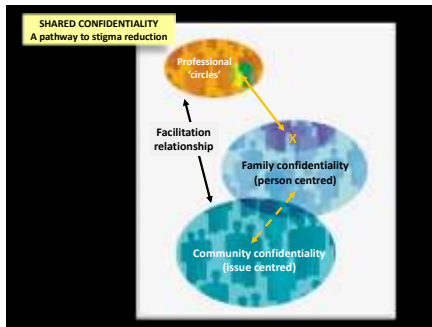 SHARED CONFIDENTIALITY
A pathway to stigma reduction
Professional
'circles'
X
Facilitation
relationship
Family confidentiality
(person centred)
Community confidentiality
(issue centred)